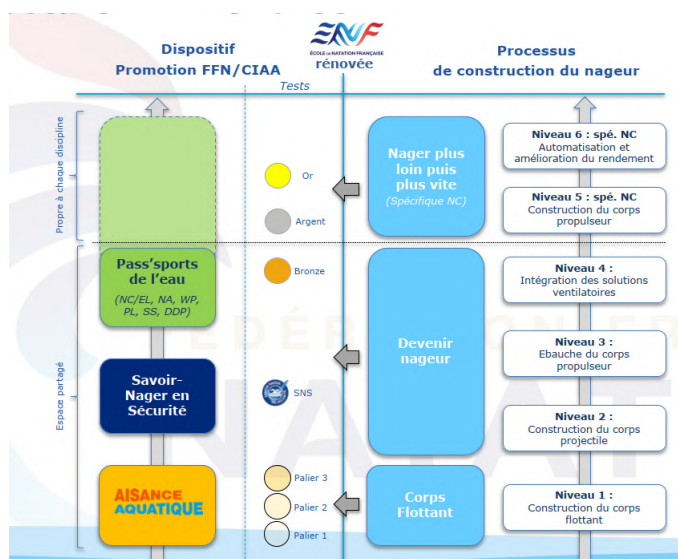 Dispositif
Promotion FFN/CIAA
Tests
ENF
ÉCOLE DE NATATION FRANÇAISE
rénovée
Processus
de construction du nageur
Propre à chaque discipline
Espace partagé
Pass'sports
de l'eau
(NC/EL, NA, WP,
PL, SS, DDP)
Savoir-
Nager en
Sécurité
AISANCE
AQUATIQUE
Or
Argent
Bronze
SNS
Palier 3
Palier 2
Palier 1
Nager plus
loin puis
plus vite
(Spécifique NC)
Devenir
nageur
Corps
Flottant
Niveau 6 : spé. NC
Automatisation et
amélioration du rendement
Niveau 5 : spé. NC
Construction du corps
propulseur
Niveau 4 :
Intégration des solutions
ventilatoires
Niveau 3 :
Ebauche du corps
propulseur
Niveau 2 :
Construction du corps
projectile
Niveau 1 :
Construction du corps
flottant